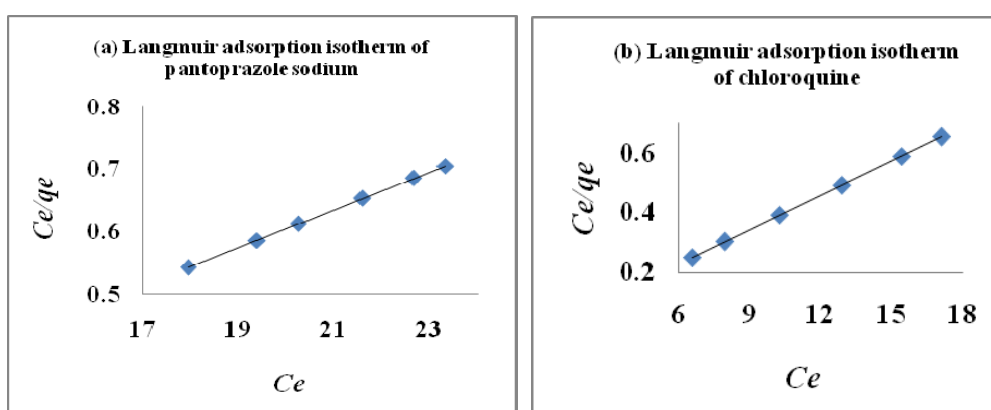 (a) Langmuir adsorption isotherm of
pantoprazole sodium
0.8
0.7
0.6
0.5
17 19 21 23
Ce/qe
Ce
(b) Langmuir adsorption isotherm
of chloroquine
0.6
0.4
0.2
6 9 12 15 18
Ce/qe
Ce